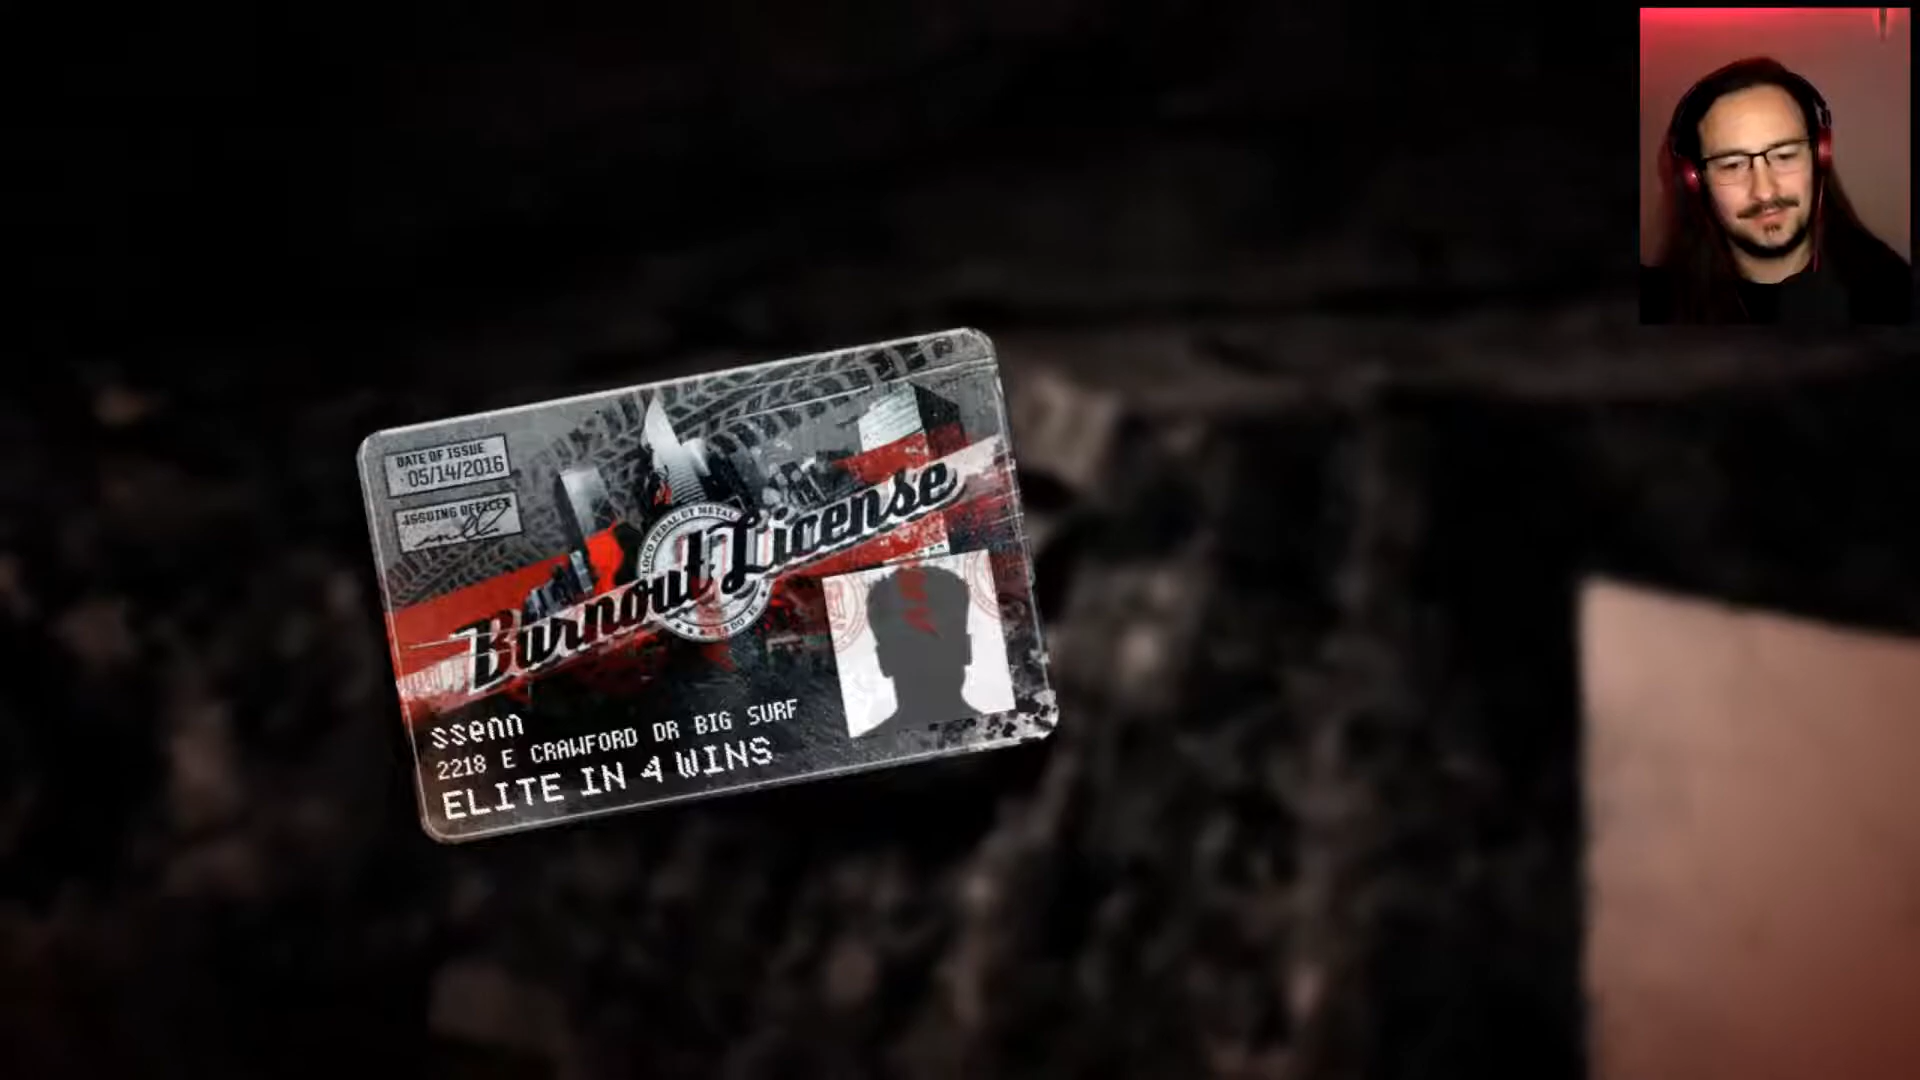 DATE OF ISSUE
05/14/2016
ISSUING OFFICER
Burnout License
ssenn
2218 E CRAWFORD DR BIG SURF
ELITE IN 4 WINS